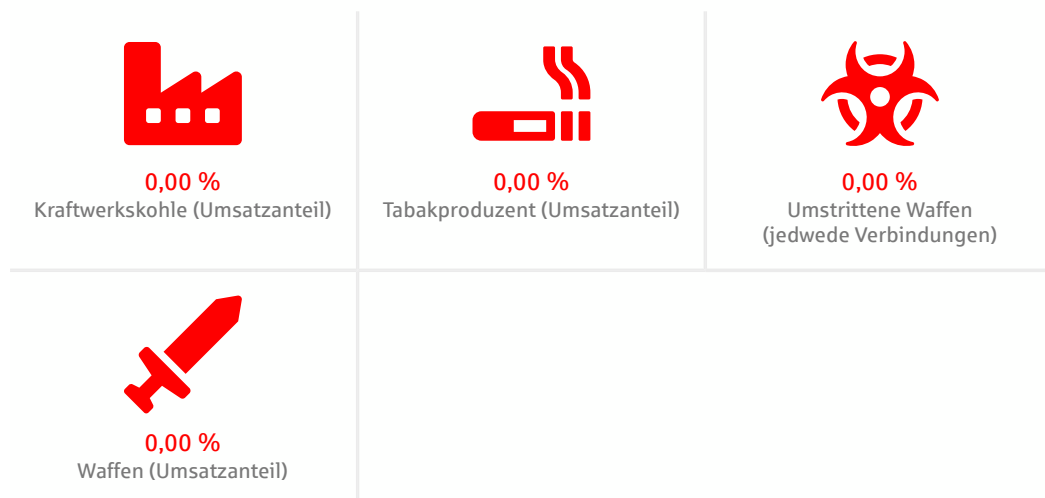 0,00 %
Kraftwerkskohle (Umsatzanteil)
0,00 %
Tabakproduzent (Umsatzanteil)
0,00 %
Umstrittene Waffen
(jedwede Verbindungen)
0,00 %
Waffen (Umsatzanteil)